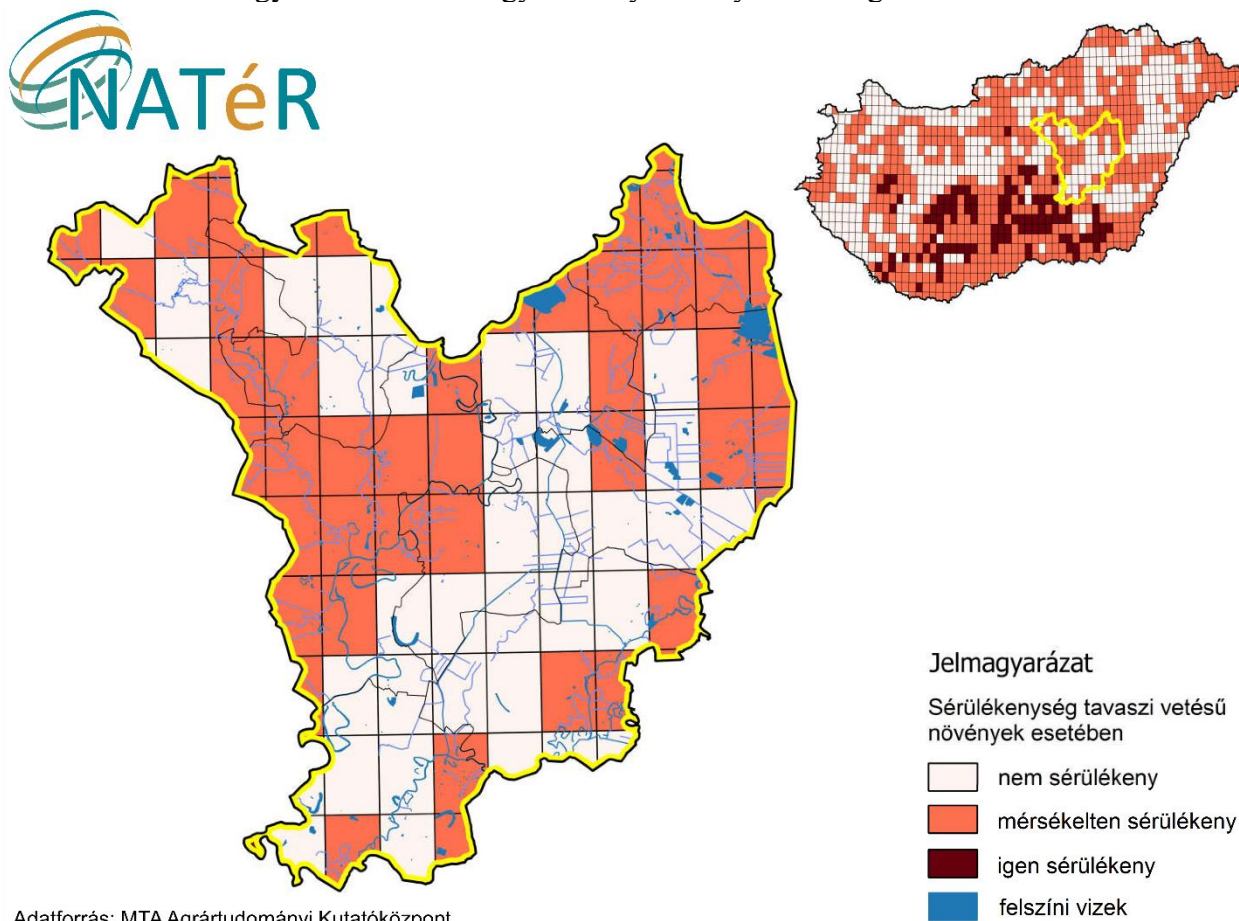 NATéR
Jelmagyarázat
Sérülékenység tavaszi vetésű
növények esetében
nem sérülékeny
mérsékelten sérülékeny
igen sérülékeny
felszíni vizek
Adatforrás: MTA Agrártudományi Kutatóközpont